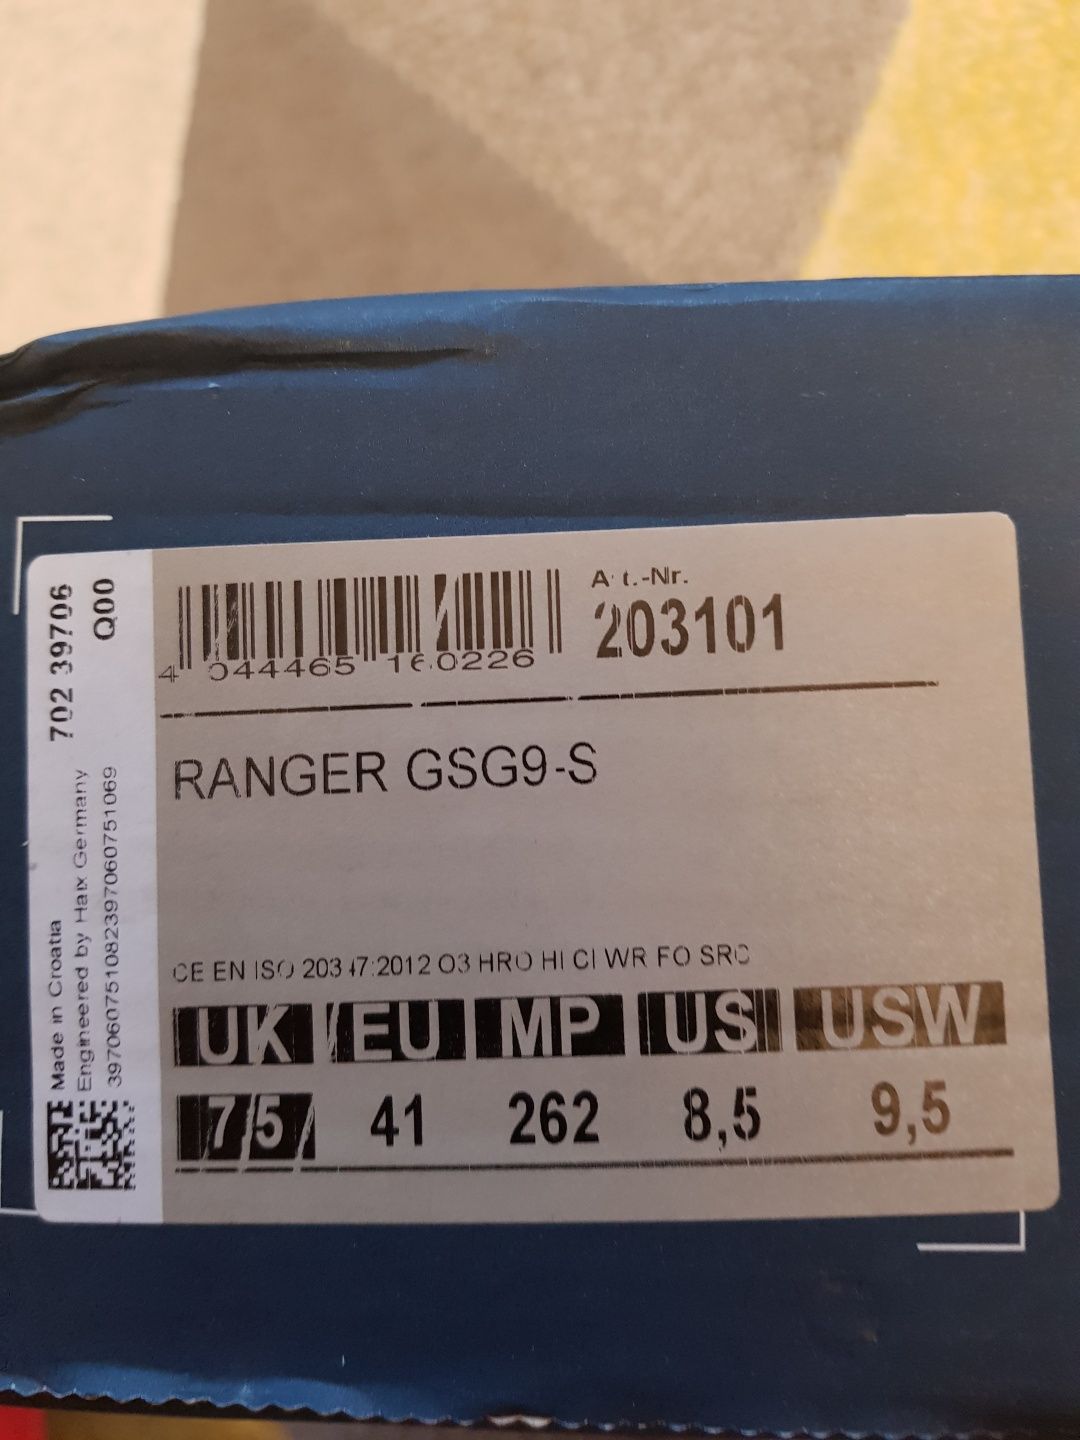 702 39706
Q00
Made in Croatia
Engineered by Haix Germany
397060751082397060751069
4 044465 160226
Art.-Nr.
203101
RANGER GSG9-S
CE EN ISO 20347:2012 O3 HRO HI CI WR FO SRC
UK EU MP US USW
7,5 41 262 8,5 9,5